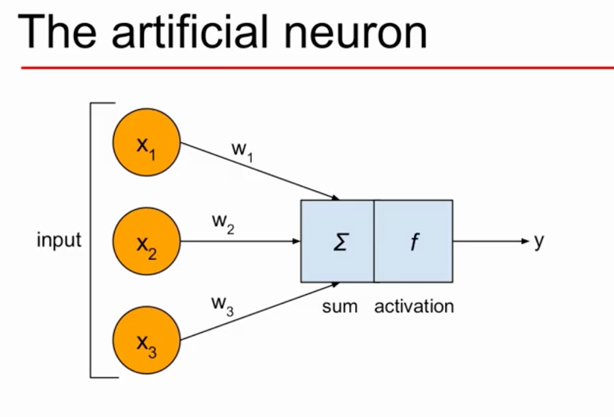 The artificial neuron
x₁
w₁
input
x₂
w₂
Σ
f
y
x₃
w₃
sum
activation